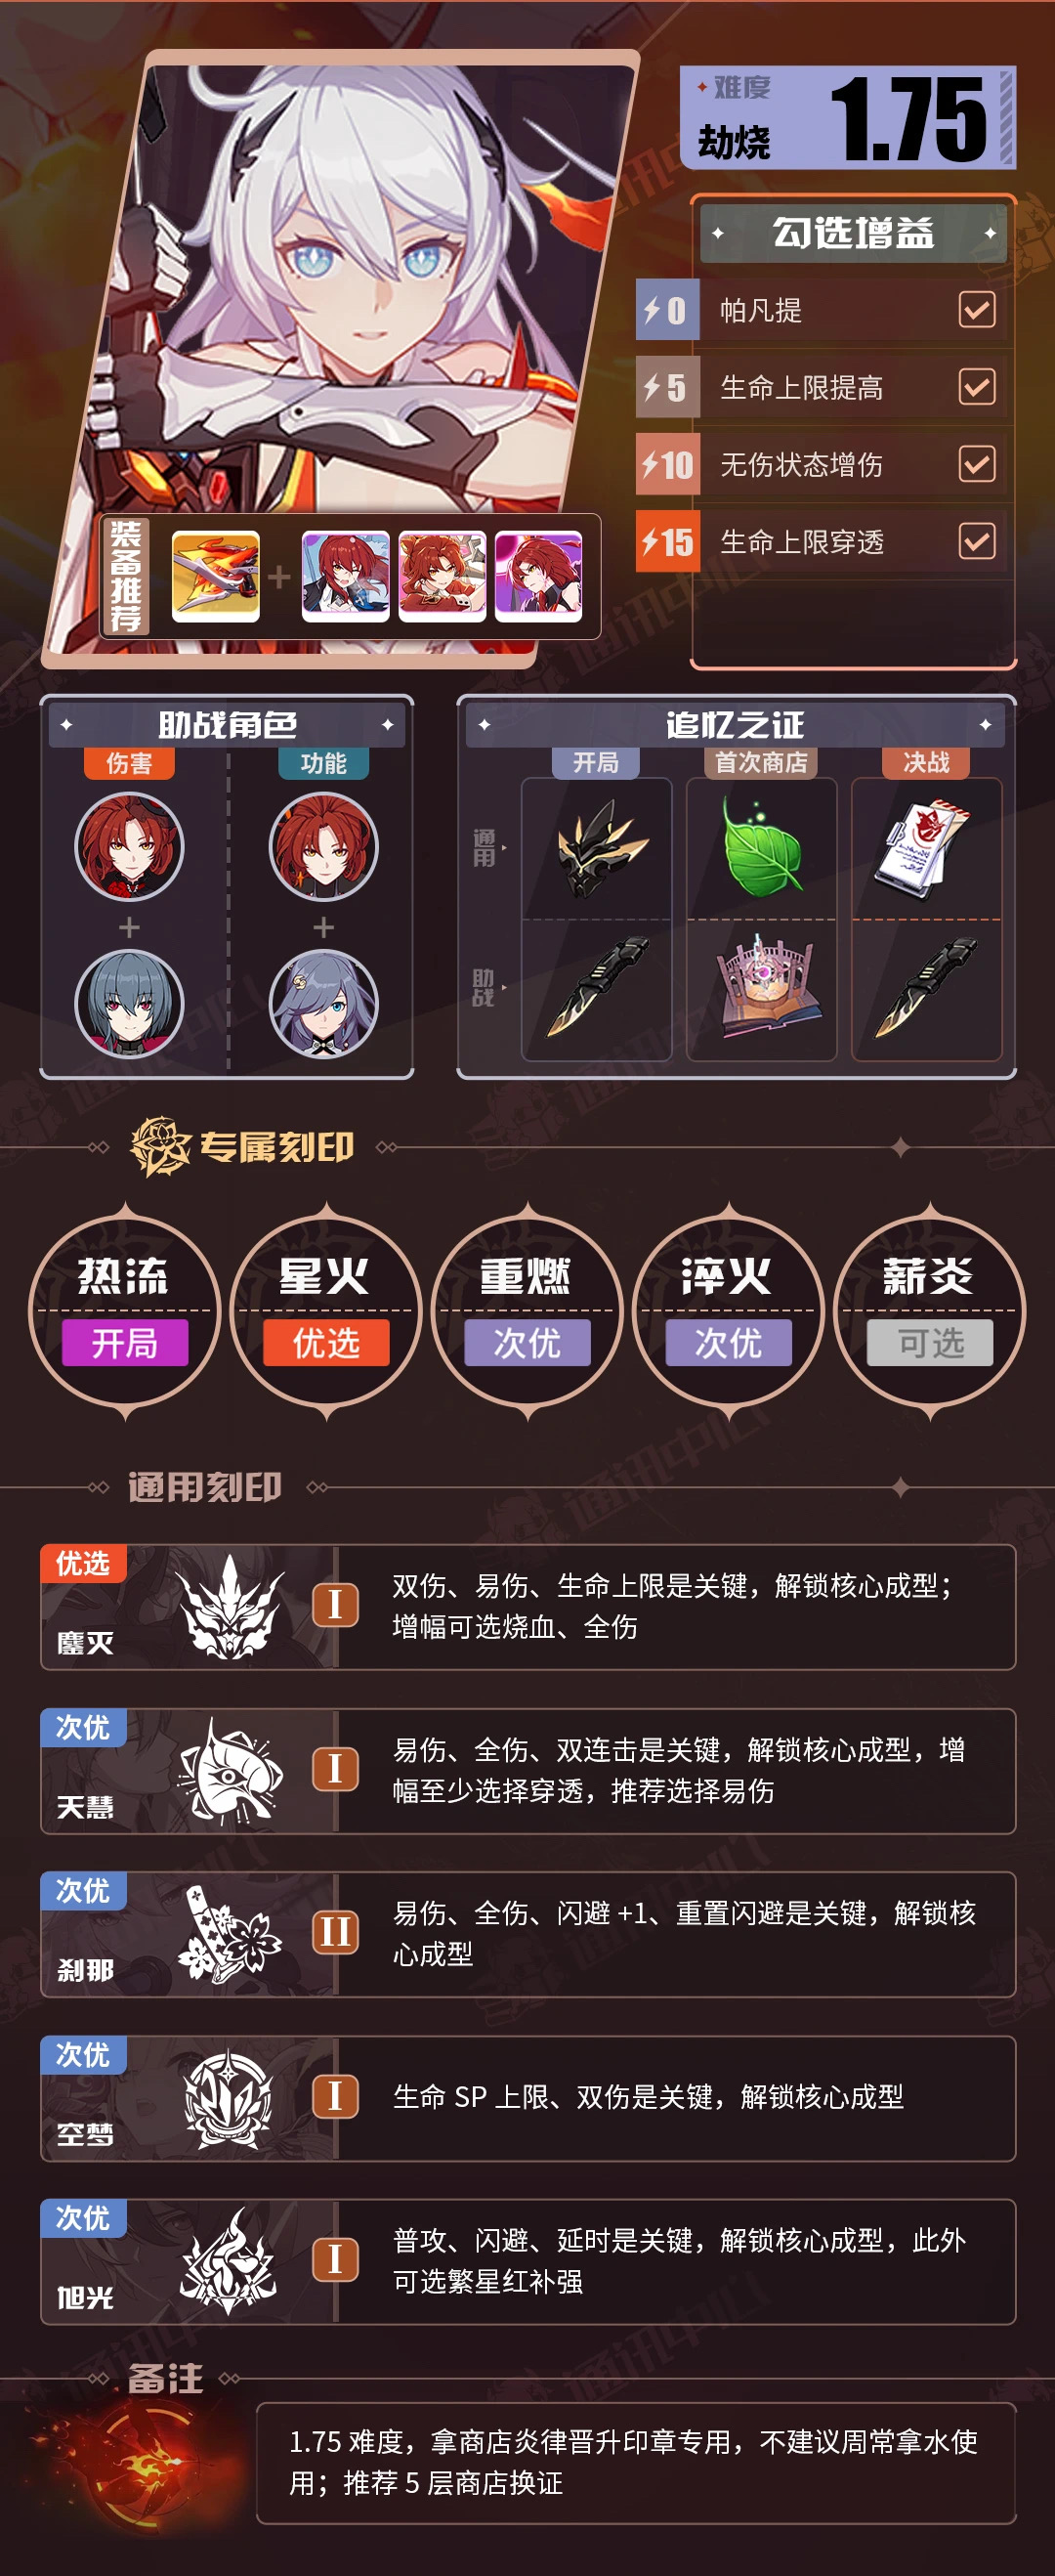 难度
劫烧
1.75
勾选增益
0 帕凡提
5 生命上限提高
10 无伤状态增伤
15 生命上限穿透
装备推荐
助战角色
伤害 功能
追忆之证
开局 首次商店 决战
通用
助战
专属刻印
热流 星火 重燃 淬火 薪炎
开局 优选 次优 次优 可选
通用刻印
优选
鏖灭
I
双伤、易伤、生命上限是关键，解锁核心成型；
增幅可选烧血、全伤
次优
天慧
I
易伤、全伤、双连击是关键，解锁核心成型，增
幅至少选择穿透，推荐选择易伤
次优
刹那
II
易伤、全伤、闪避 +1、重置闪避是关键，解锁核
心成型
次优
空梦
I
生命 SP 上限、双伤是关键，解锁核心成型
次优
旭光
I
普攻、闪避、延时是关键，解锁核心成型，此外
可选繁星红补强
备注
1.75 难度，拿商店炎律晋升印章专用，不建议周常拿水使
用；推荐 5 层商店换证
通讯中心